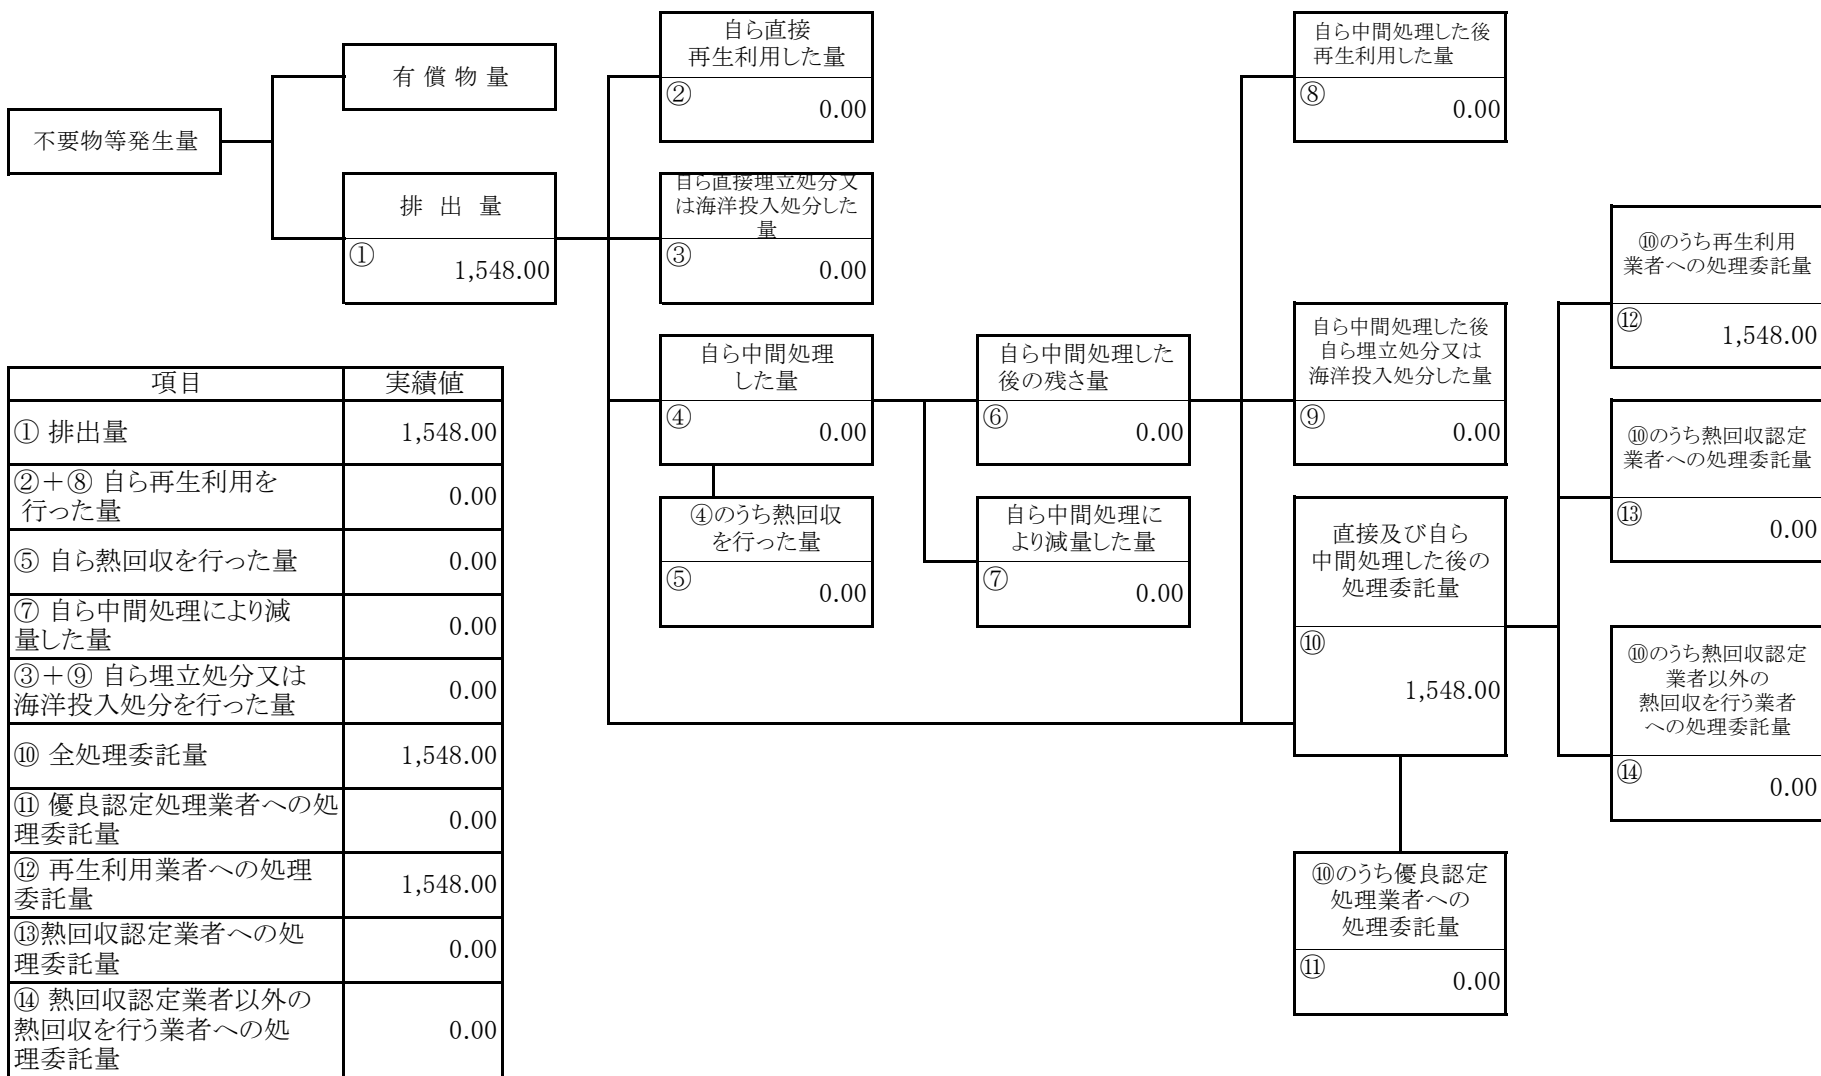 不要物等発生量
有 償 物 量
排 出 量
①
1,548.00
自ら直接
再生利用した量
②
0.00
自ら直接埋立処分又
は海洋投入処分した
量
③
0.00
自ら中間処理
した量
④
0.00
④のうち熱回収
を行った量
⑤
0.00
自ら中間処理した
後の残さ量
⑥
0.00
自ら中間処理に
より減量した量
⑦
0.00
自ら中間処理した後
再生利用した量
⑧
0.00
自ら中間処理した後
自ら埋立処分又は
海洋投入処分した量
⑨
0.00
直接及び自ら
中間処理した後の
処理委託量
⑩
1,548.00
⑩のうち優良認定
処理業者への
処理委託量
⑪
0.00
⑩のうち再生利用
業者への処理委託量
⑫
1,548.00
⑩のうち熱回収認定
業者への処理委託量
⑬
0.00
⑩のうち熱回収認定
業者以外の
熱回収を行う業者
への処理委託量
⑭
0.00
項目 実績値
① 排出量 1,548.00
②＋⑧ 自ら再生利用を
行った量
0.00
⑤ 自ら熱回収を行った量 0.00
⑦ 自ら中間処理により減
量した量
0.00
③＋⑨ 自ら埋立処分又は
海洋投入処分を行った量
0.00
⑩ 全処理委託量 1,548.00
⑪ 優良認定処理業者への処
理委託量
0.00
⑫ 再生利用業者への処理
委託量
1,548.00
⑬熱回収認定業者への処
理委託量
0.00
⑭ 熱回収認定業者以外の
熱回収を行う業者への処
理委託量
0.00